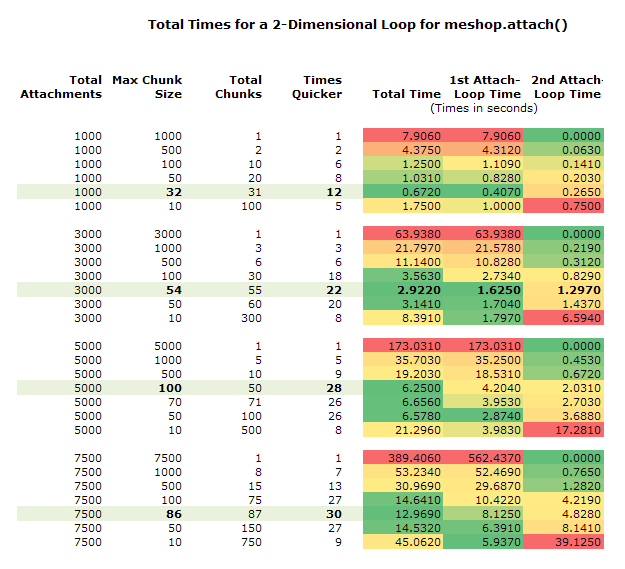 Total Times for a 2-Dimensional Loop for meshop.attach()
Total Max Chunk Total Times 1st Attach- 2nd Attach-
Attachments Size Chunks Quicker Total Time Loop Time Loop Time
(Times in seconds)
1000 1000 1 1 7.9060 7.9060 0.0000
1000 500 2 2 4.3750 4.3120 0.0630
1000 100 10 6 1.2500 1.1090 0.1410
1000 50 20 8 1.0310 0.8280 0.2030
1000 32 31 12 0.6720 0.4070 0.2650
1000 10 100 5 1.7500 1.0000 0.7500
3000 3000 1 1 63.9380 63.9380 0.0000
3000 1000 3 3 21.7970 21.5780 0.2190
3000 500 6 6 11.1400 10.8280 0.3120
3000 100 30 18 3.5630 2.7340 0.8290
3000 54 55 22 2.9220 1.6250 1.2970
3000 50 60 20 3.1410 1.7040 1.4370
3000 10 300 8 8.3910 1.7970 6.5940
5000 5000 1 1 173.0310 173.0310 0.0000
5000 1000 5 5 35.7030 35.2500 0.4530
5000 500 10 9 19.2030 18.5310 0.6720
5000 100 50 28 6.2500 4.2040 2.0310
5000 70 71 26 6.6560 3.9530 2.7030
5000 50 100 26 6.5780 2.8740 3.6880
5000 10 500 8 21.2960 3.9830 17.2810
7500 7500 1 1 389.4060 562.4370 0.0000
7500 1000 8 7 53.2340 52.4690 0.7650
7500 500 15 13 30.9690 29.6870 1.2820
7500 100 75 27 14.6410 10.4220 4.2190
7500 86 87 30 12.9690 8.1250 4.8280
7500 50 150 27 14.5320 6.3910 8.1410
7500 10 750 9 45.0620 5.9370 39.1250